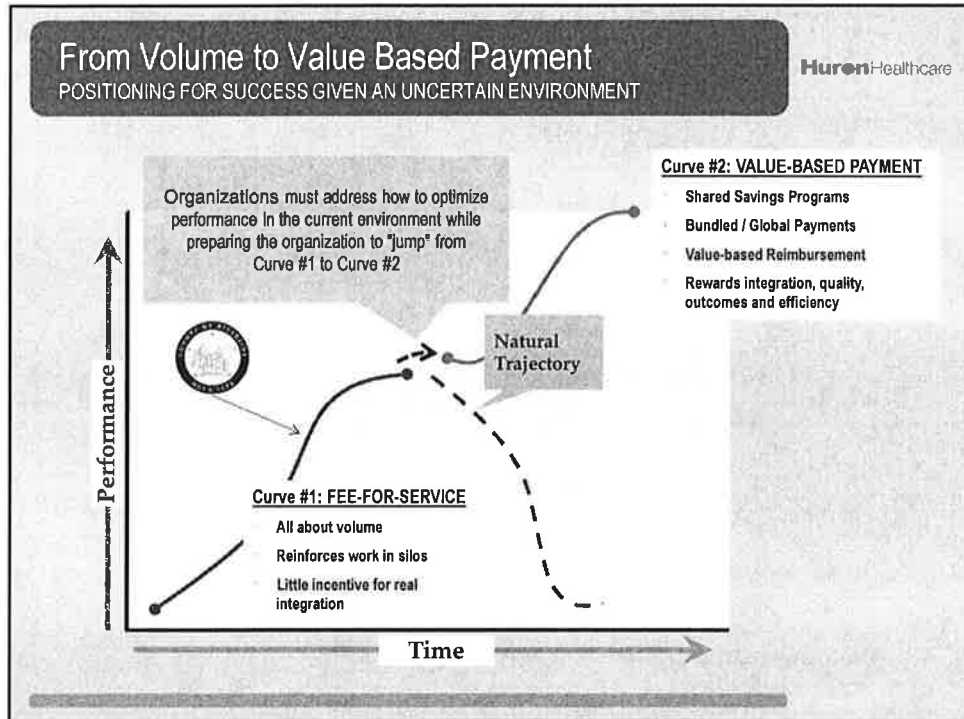 From Volume to Value Based Payment
POSITIONING FOR SUCCESS GIVEN AN UNCERTAIN ENVIRONMENT
HuronHealthcare
Organizations must address how to optimize
performance in the current environment while
preparing the organization to "jump" from
Curve #1 to Curve #2
Curve #2: VALUE-BASED PAYMENT
Shared Savings Programs
Bundled / Global Payments
Value-based Reimbursement
Rewards integration, quality,
outcomes and efficiency
Natural
Trajectory
Performance
Curve #1: FEE-FOR-SERVICE
All about volume
Reinforces work in silos
Little incentive for real
integration
Time